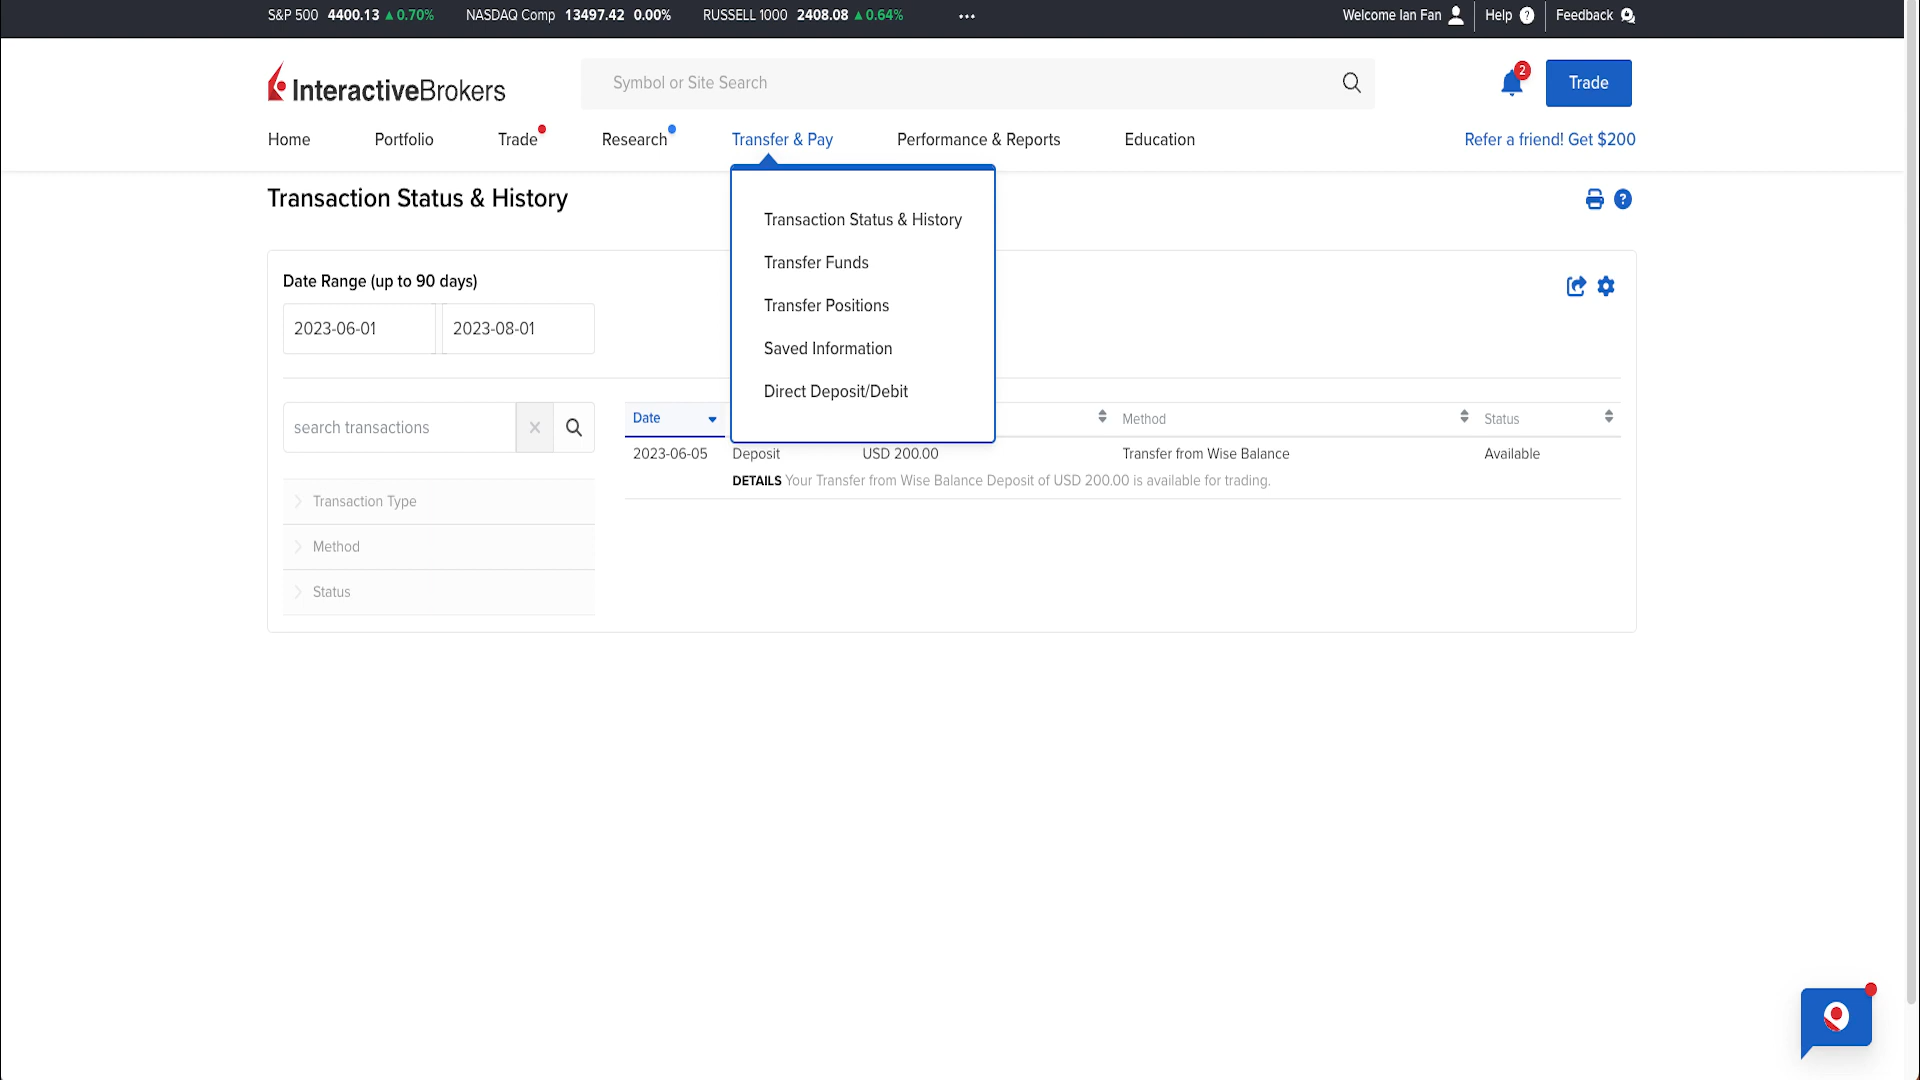 S&P 500 4400.13 ▲0.70% NASDAQ Comp 13497.42 0.00% RUSSELL 1000 2408.08 ▲0.64% ••• Welcome Ian Fan Help ? Feedback
InteractiveBrokers Symbol or Site Search 2 Trade
Home Portfolio Trade Research Transfer & Pay Performance & Reports Education Refer a friend! Get $200
Transaction Status & History ?
Transaction Status & History
Transfer Funds
Transfer Positions
Saved Information
Direct Deposit/Debit
Date Range (up to 90 days)
2023-06-01 2023-08-01
search transactions ×
Transaction Type
Method
Status
Date Method Status
2023-06-05 Deposit USD 200.00 Transfer from Wise Balance Available
DETAILS Your Transfer from Wise Balance Deposit of USD 200.00 is available for trading.